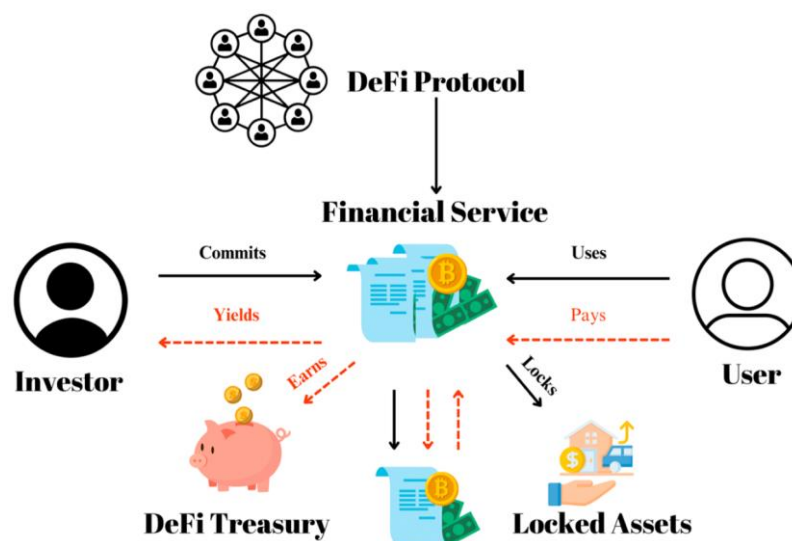 DeFi Protocol
Financial Service
Commits
Uses
Yields
Pays
Investor
Earns
Locks
User
DeFi Treasury
Locked Assets